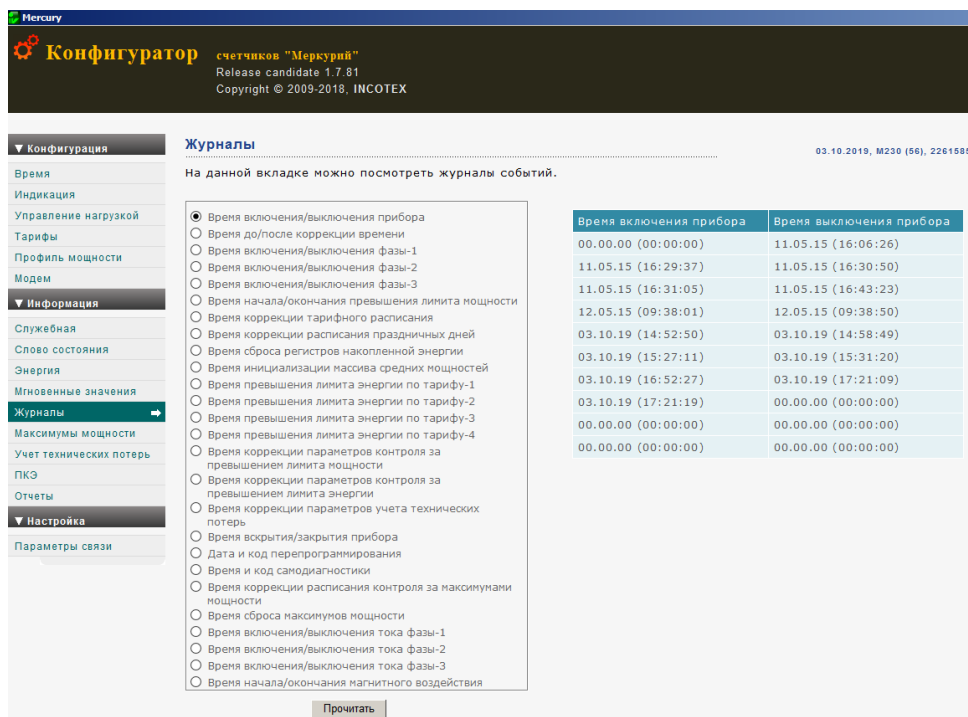 Mercury
Конфигуратор
счетчиков "Меркурий"
Release candidate 1.7.81
Copyright © 2009-2018, INCOTEX
▼ Конфигурация
Время
Индикация
Управление нагрузкой
Тарифы
Профиль мощности
Модем
▼ Информация
Служебная
Слово состояния
Энергия
Мгновенные значения
Журналы
Максимумы мощности
Учет технических потерь
ПКЭ
Отчеты
▼ Настройка
Параметры связи
Журналы
03.10.2019, M230 (56), 2261585
На данной вкладке можно посмотреть журналы событий.
Время включения/выключения прибора
Время до/после коррекции времени
Время включения/выключения фазы-1
Время включения/выключения фазы-2
Время включения/выключения фазы-3
Время начала/окончания превышения лимита мощности
Время коррекции тарифного расписания
Время коррекции расписания праздничных дней
Время сброса регистров накопленной энергии
Время инициализации массива средних мощностей
Время превышения лимита энергии по тарифу-1
Время превышения лимита энергии по тарифу-2
Время превышения лимита энергии по тарифу-3
Время превышения лимита энергии по тарифу-4
Время коррекции параметров контроля за
превышением лимита мощности
Время коррекции параметров контроля за
превышением лимита энергии
Время коррекции параметров учета технических
потерь
Время вскрытия/закрытия прибора
Дата и код перепрограммирования
Время и код самодиагностики
Время коррекции расписания контроля за максимумами
мощности
Время сброса максимумов мощности
Время включения/выключения тока фазы-1
Время включения/выключения тока фазы-2
Время включения/выключения тока фазы-3
Время начала/окончания магнитного воздействия
Прочитать
Время включения прибора Время выключения прибора
00.00.00 (00:00:00) 11.05.15 (16:06:26)
11.05.15 (16:29:37) 11.05.15 (16:30:50)
11.05.15 (16:31:05) 11.05.15 (16:43:23)
12.05.15 (09:38:01) 12.05.15 (09:38:50)
03.10.19 (14:52:50) 03.10.19 (14:58:49)
03.10.19 (15:27:11) 03.10.19 (15:31:20)
03.10.19 (16:52:27) 03.10.19 (17:21:09)
03.10.19 (17:21:19) 00.00.00 (00:00:00)
00.00.00 (00:00:00) 00.00.00 (00:00:00)
00.00.00 (00:00:00) 00.00.00 (00:00:00)